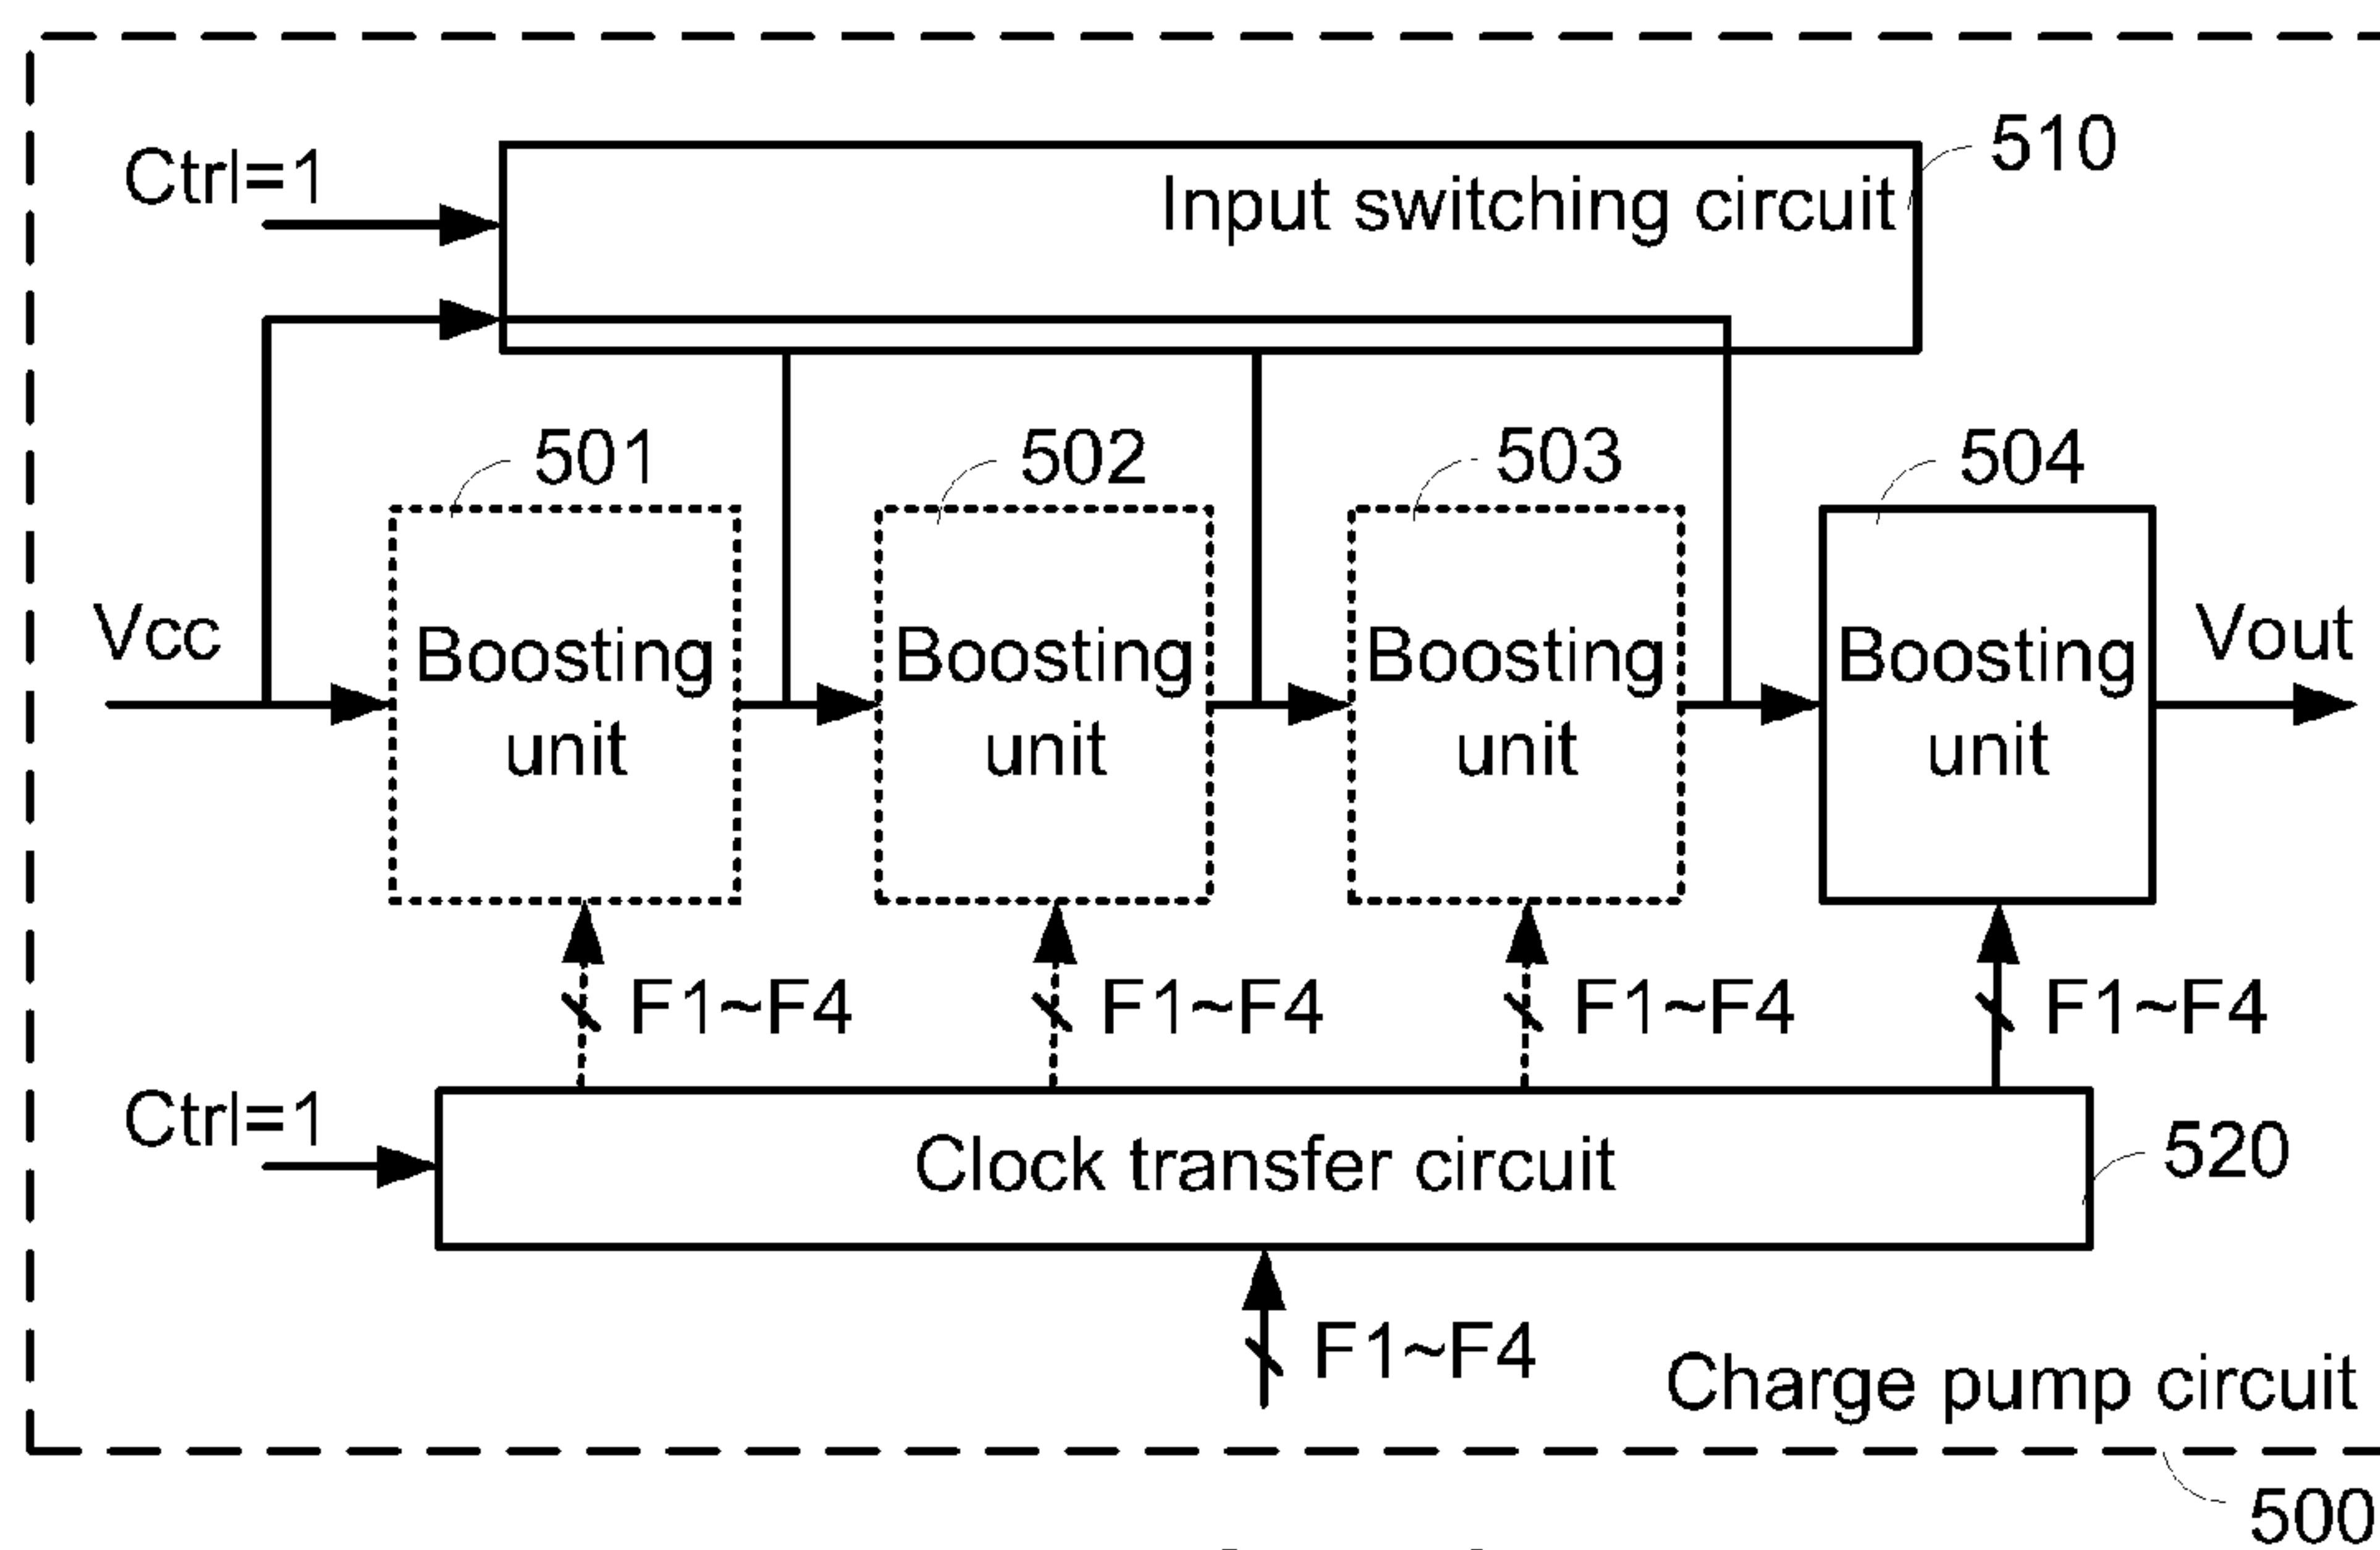 Ctrl=1
Input switching circuit
510
501
502
503
504
Vcc
Boosting
unit
Boosting
unit
Boosting
unit
Boosting
unit
Vout
F1~F4
F1~F4
F1~F4
F1~F4
Ctrl=1
Clock transfer circuit
520
F1~F4
Charge pump circuit
500